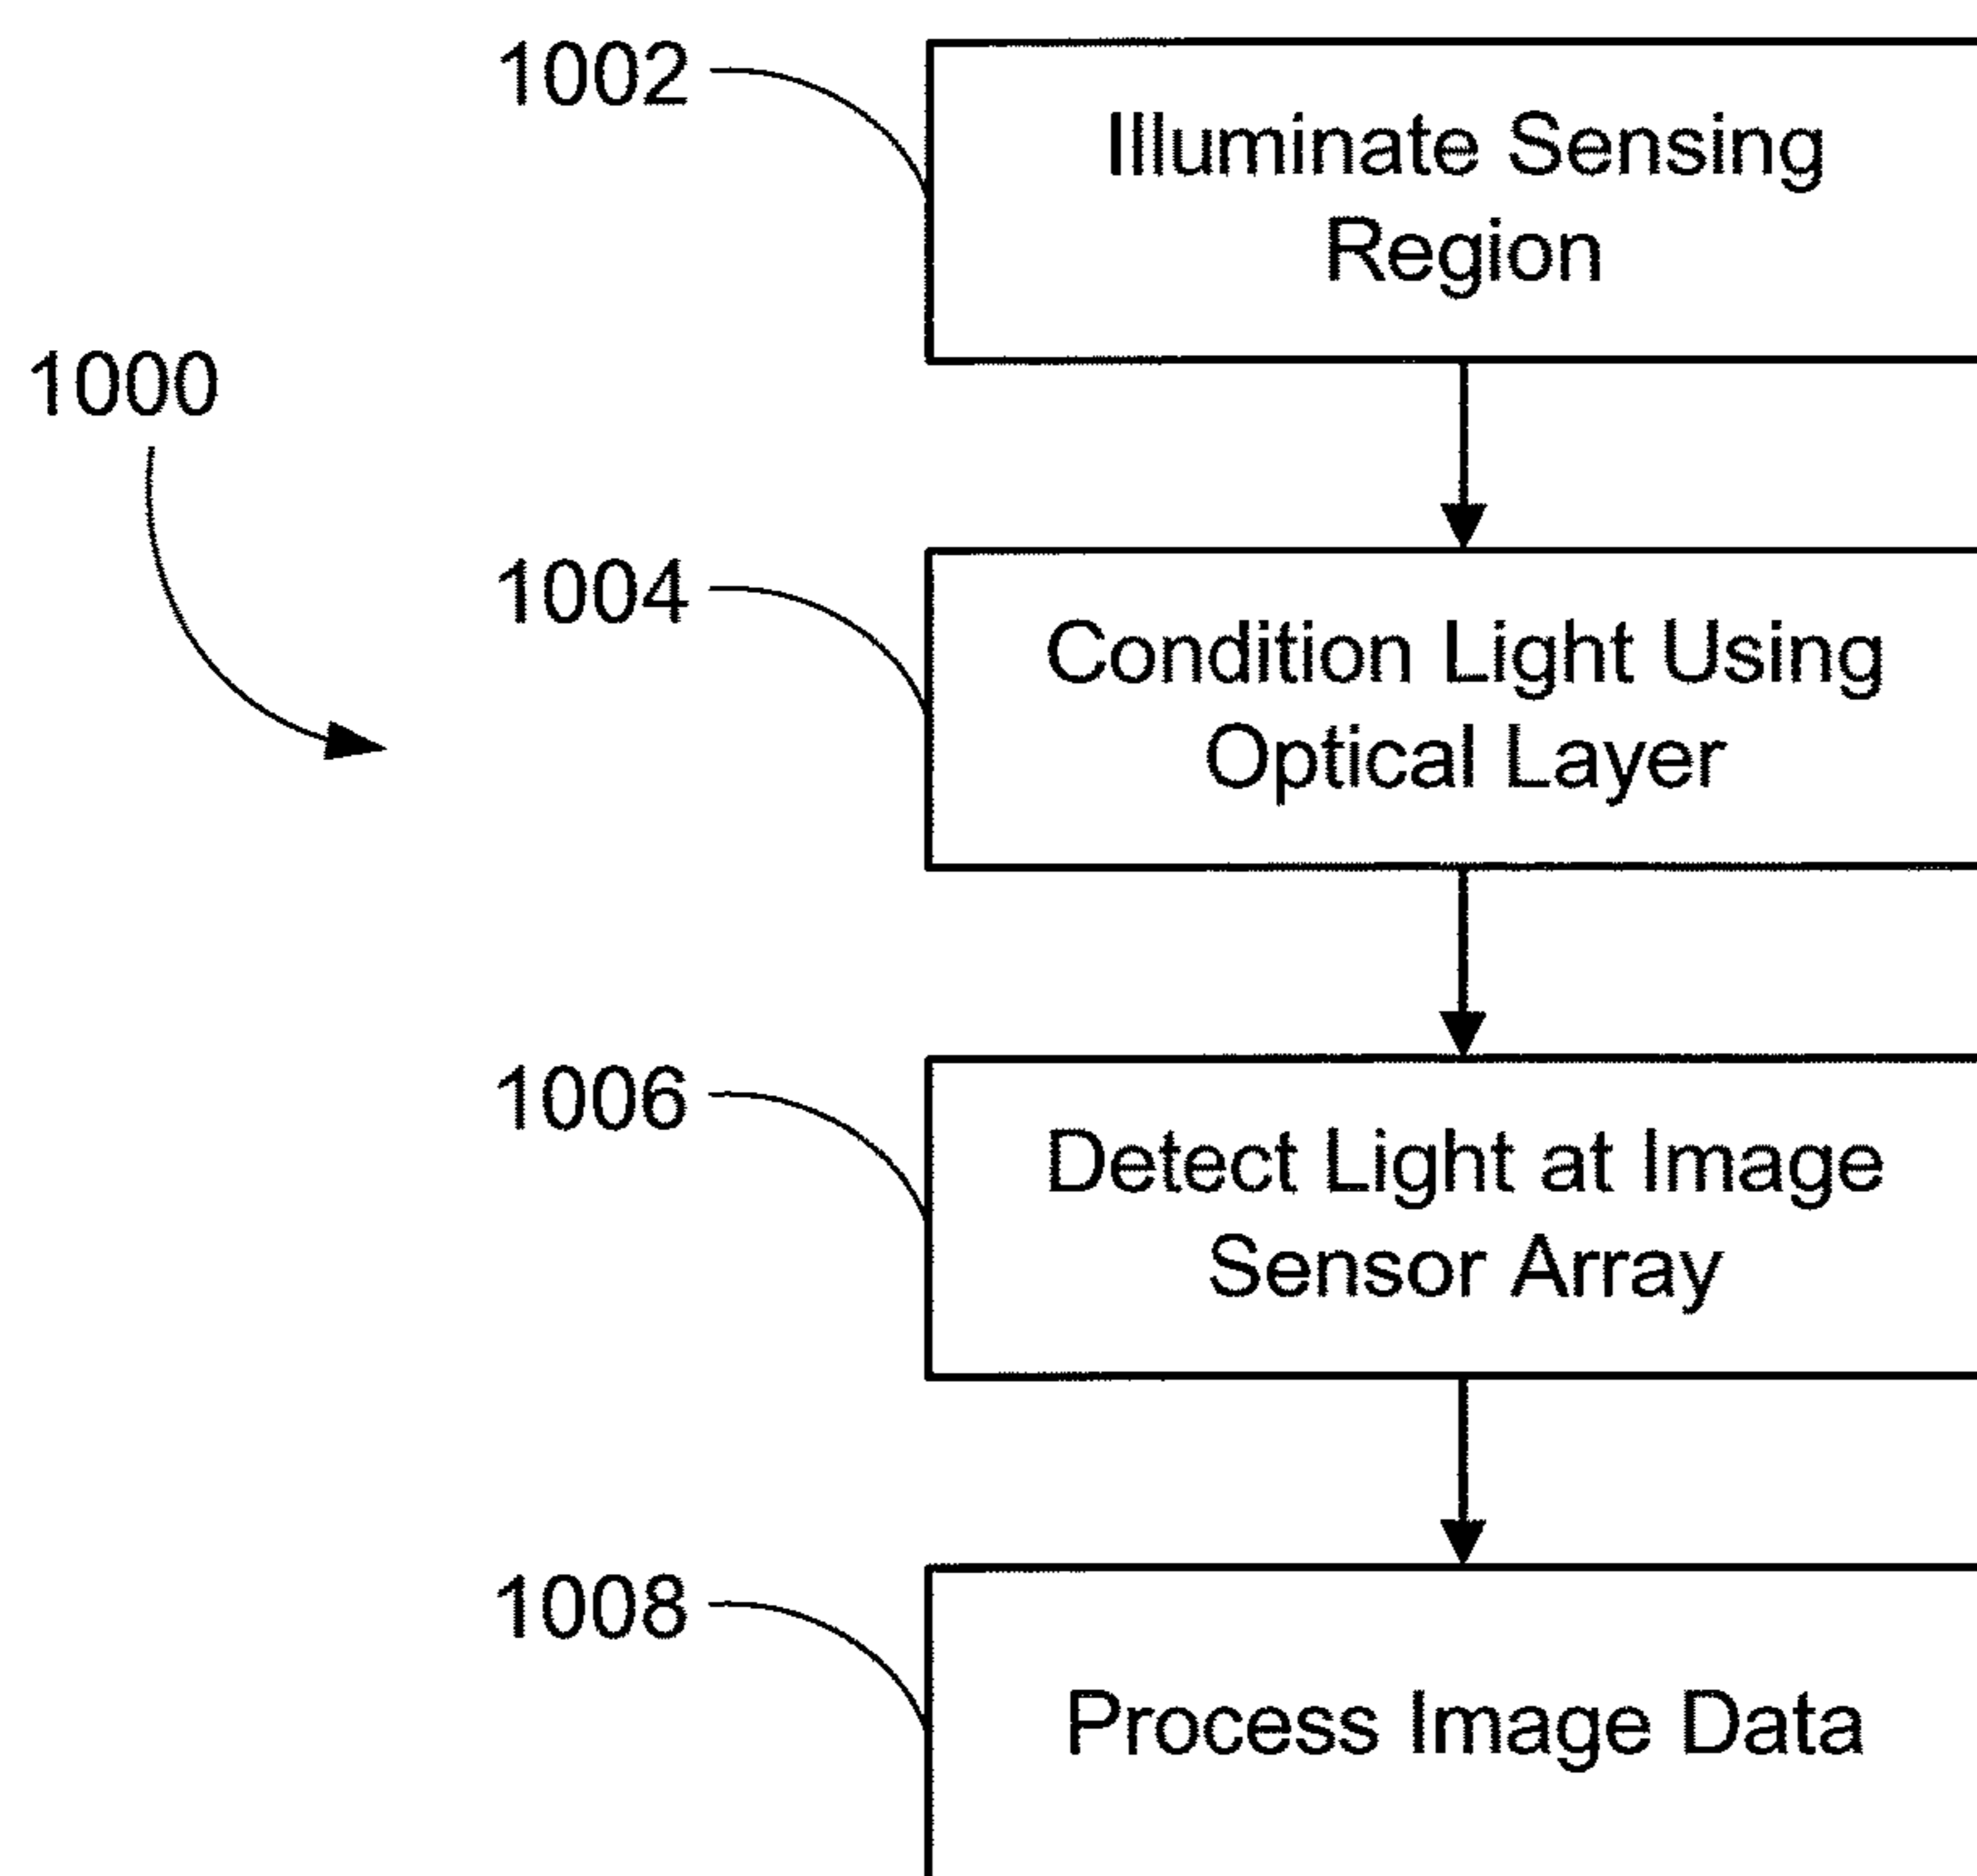 1002
Illuminate Sensing
Region
1000
1004
Condition Light Using
Optical Layer
1006
Detect Light at Image
Sensor Array
1008
Process Image Data